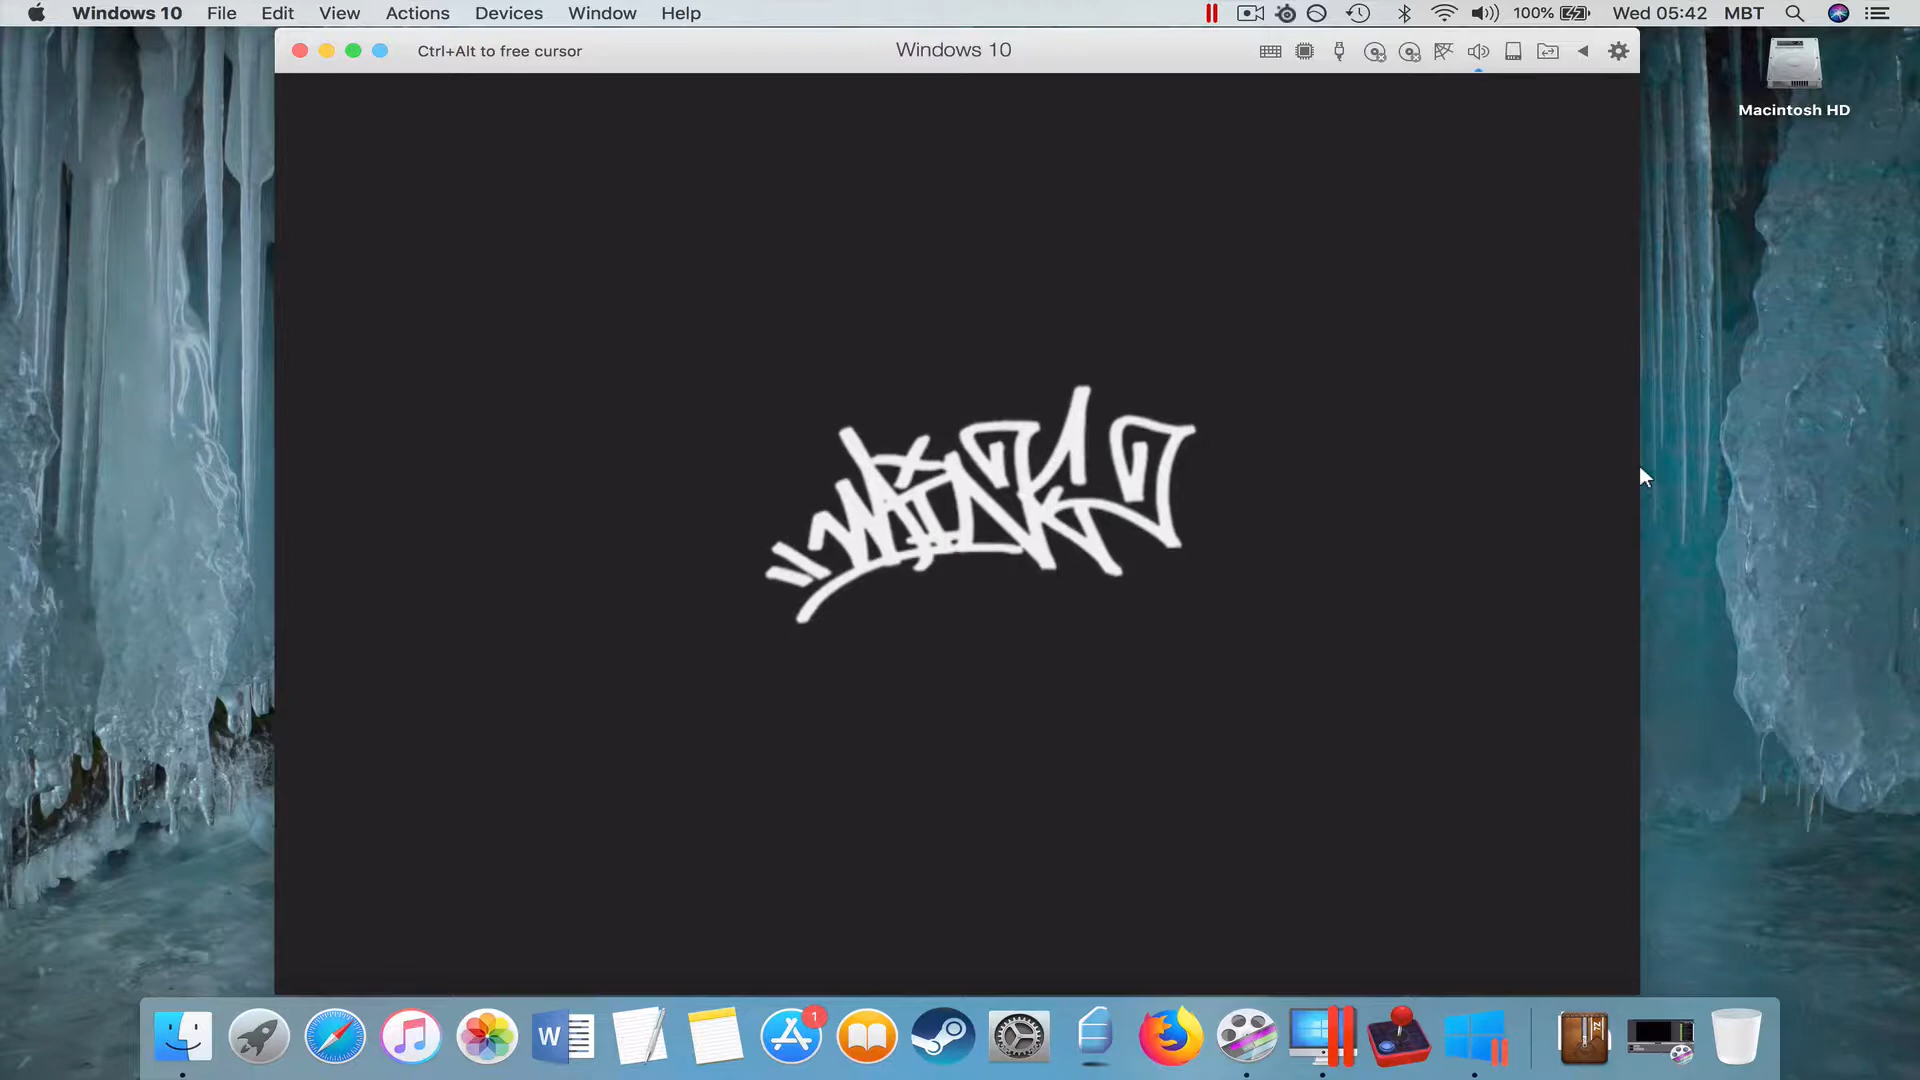 Windows 10 File Edit View Actions Devices Window Help 100% Wed 05:42 MBT
Ctrl+Alt to free cursor Windows 10
Macintosh HD
1